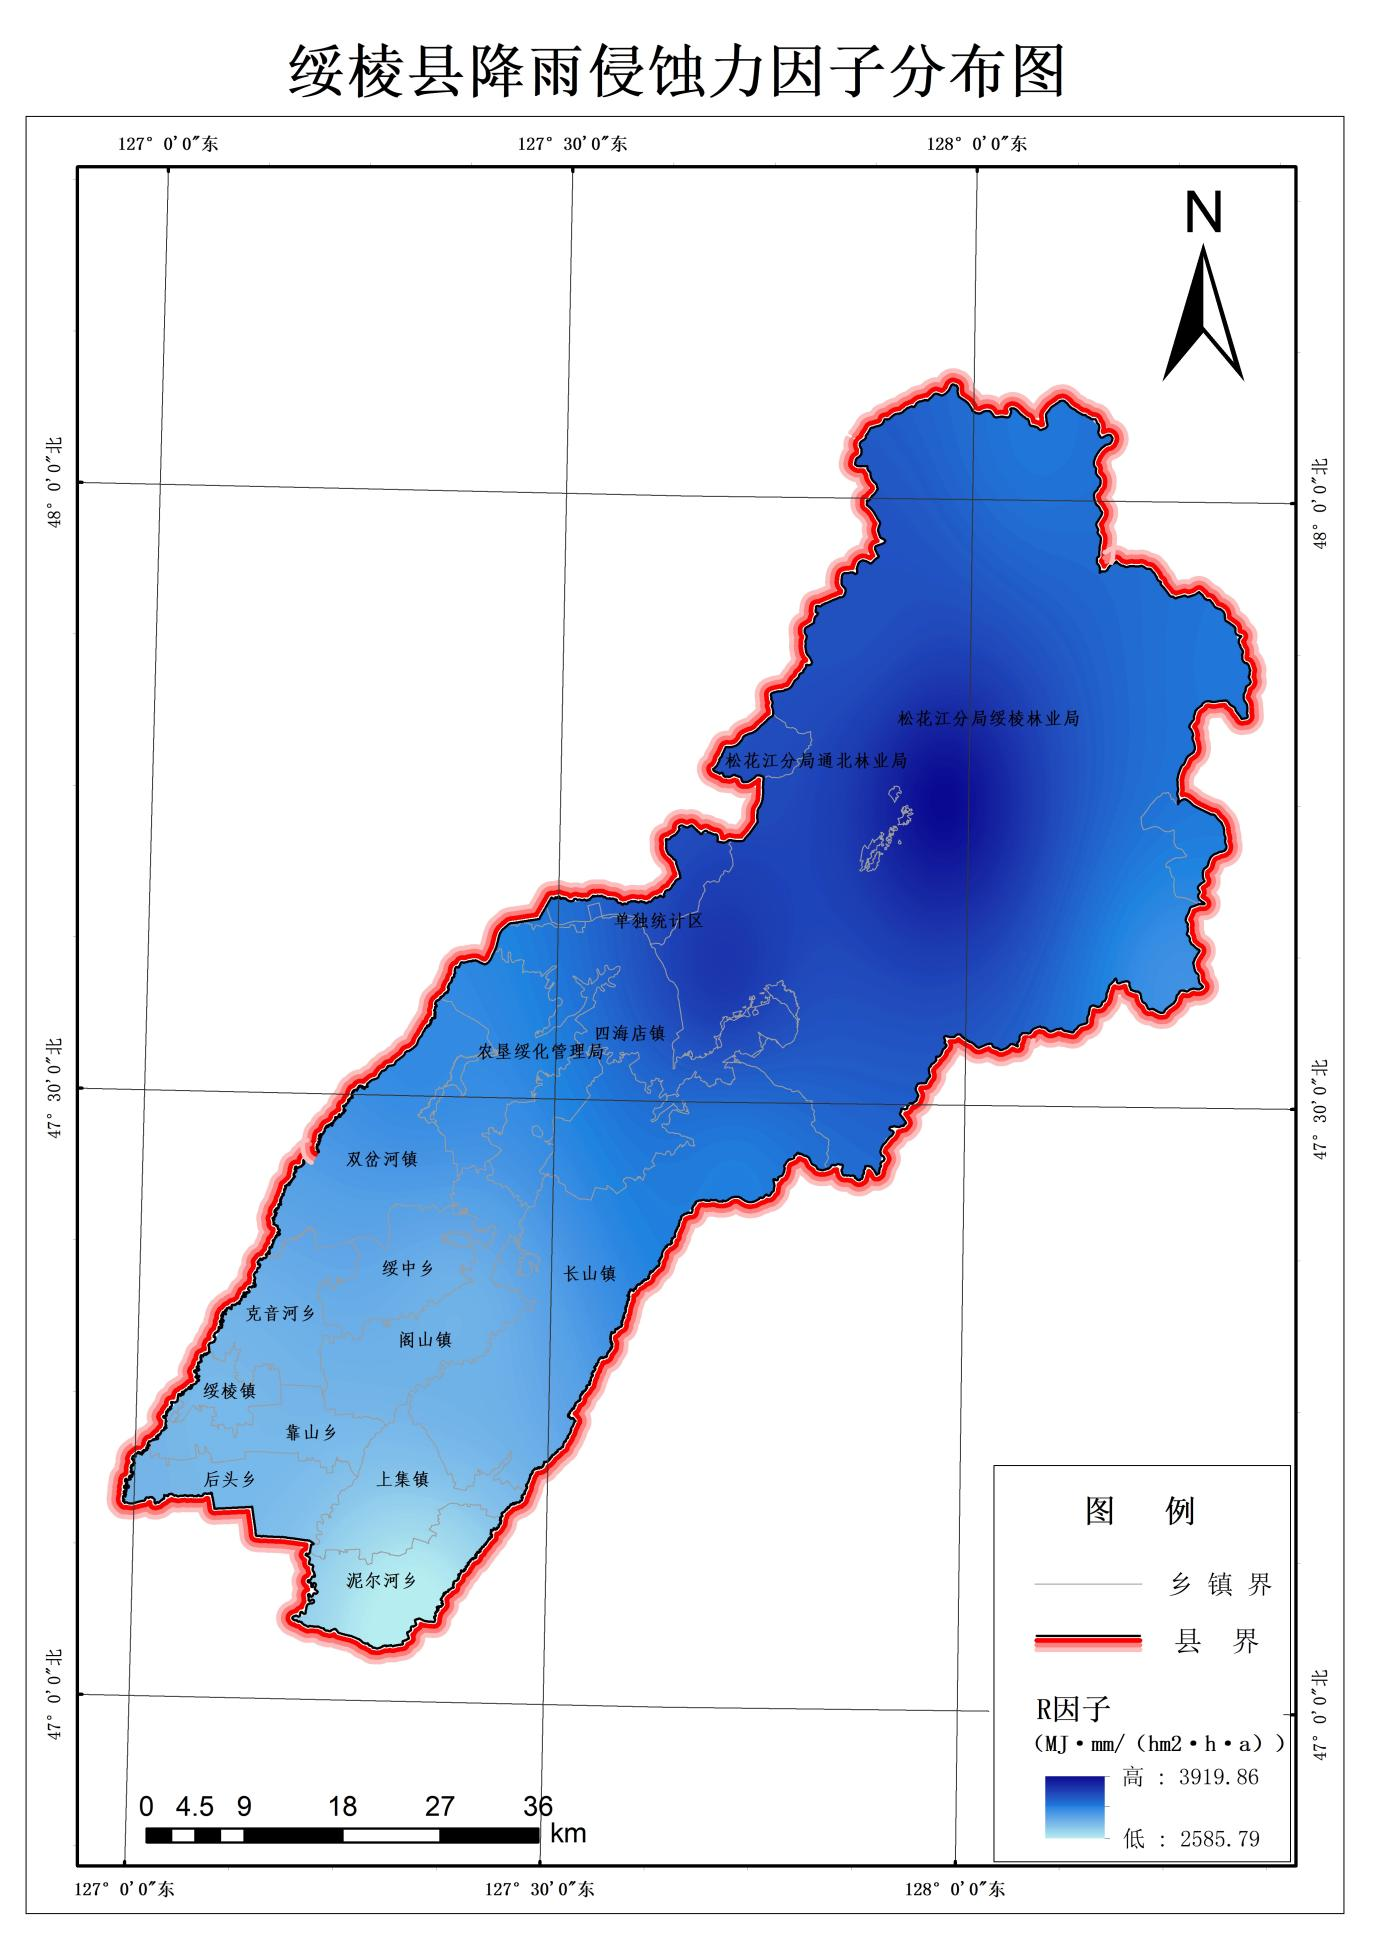 绥棱县降雨侵蚀力因子分布图
127° 0′0″东
127° 30′0″东
128° 0′0″东
N
48° 0′0″北
48° 0′0″北
松花江分局绥棱林业局
松花江分局通北林业局
单独统计区
四海店镇
农垦绥化管理局
47° 30′0″北
47° 30′0″北
双岔河镇
绥中乡
长山镇
克音河乡
阁山镇
绥棱镇
靠山乡
后头乡
上集镇
泥尔河乡
图 例
乡 镇 界
县 界
47° 0′0″北
47° 0′0″北
R因子
（MJ·mm/（hm2·h·a））
高 : 3919.86
低 : 2585.79
0 4.5 9 18 27 36
km
127° 0′0″东
127° 30′0″东
128° 0′0″东